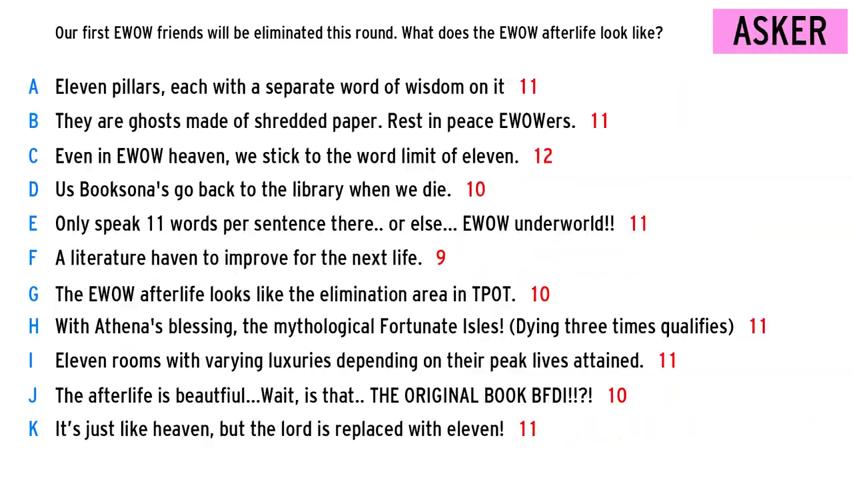 Our first EWOW friends will be eliminated this round. What does the EWOW afterlife look like?
ASKER
A Eleven pillars, each with a separate word of wisdom on it 11
B They are ghosts made of shredded paper. Rest in peace EWOWers. 11
C Even in EWOW heaven, we stick to the word limit of eleven. 12
D Us Booksona's go back to the library when we die. 10
E Only speak 11 words per sentence there.. or else... EWOW underworld!! 11
F A literature haven to improve for the next life. 9
G The EWOW afterlife looks like the elimination area in TPOT. 10
H With Athena's blessing, the mythological Fortunate Isles! (Dying three times qualifies) 11
I Eleven rooms with varying luxuries depending on their peak lives attained. 11
J The afterlife is beautfiul...Wait, is that.. THE ORIGINAL BOOK BFDI!!?! 10
K It's just like heaven, but the lord is replaced with eleven! 11